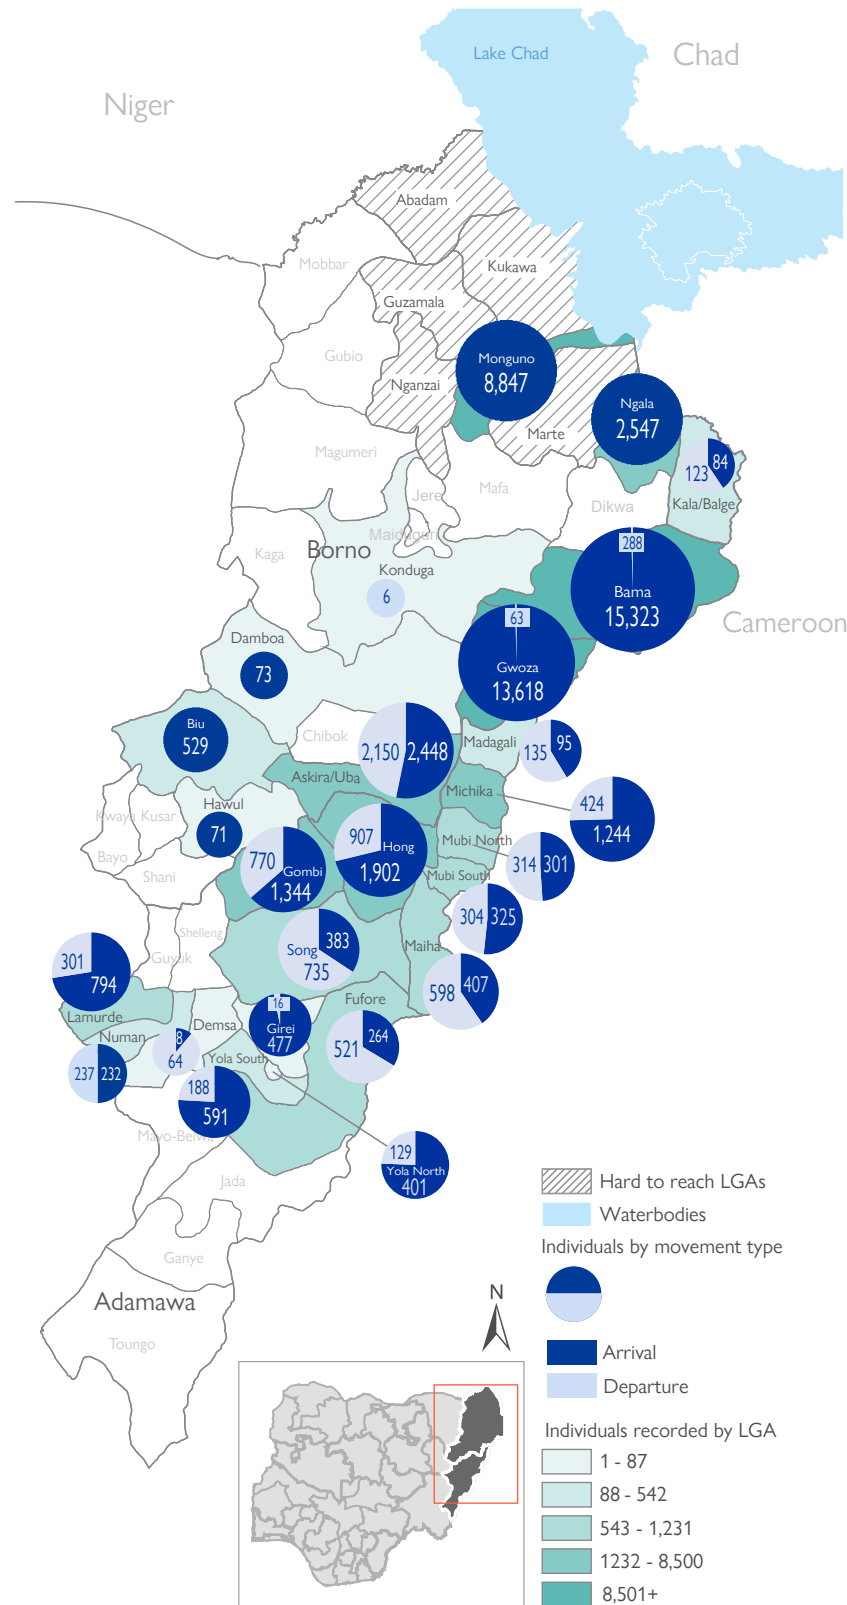 Chad
Lake Chad
Niger
Abadam
Mobbar
Kukawa
Guzamala
Gubio
Monguno
8,847
Nganzai
Ngala
2,547
Marte
Magumeri
84
123
Kala/Balge
Jere
Mafa
Dikwa
Maiduguri
288
Kaga
Borno
Konduga
6
Bama
15,323
63
Cameroon
Damboa
73
Gwoza
13,618
Biu
529
Chibok
2,150
2,448
Madagali
135
95
Askira/Uba
Michika
424
1,244
Hawul
71
Kwaya Kusar
907
Hong
1,902
Mubi North
Bayo
770
Gombi
1,344
314
301
Shani
Mubi South
304
325
Shelleng
Song
383
735
Maiha
Guyuk
301
794
598
407
Lamurde
Fufore
16
Girei
477
Demsa
Numan
8
64
264
521
Yola South
237
232
188
591
Mayo-Belwa
129
Yola North
401
Jada
Hard to reach LGAs
Waterbodies
Ganye
Individuals by movement type
Adamawa
N
Toungo
Arrival
Departure
Individuals recorded by LGA
1 - 87
88 - 542
543 - 1,231
1232 - 8,500
8,501+